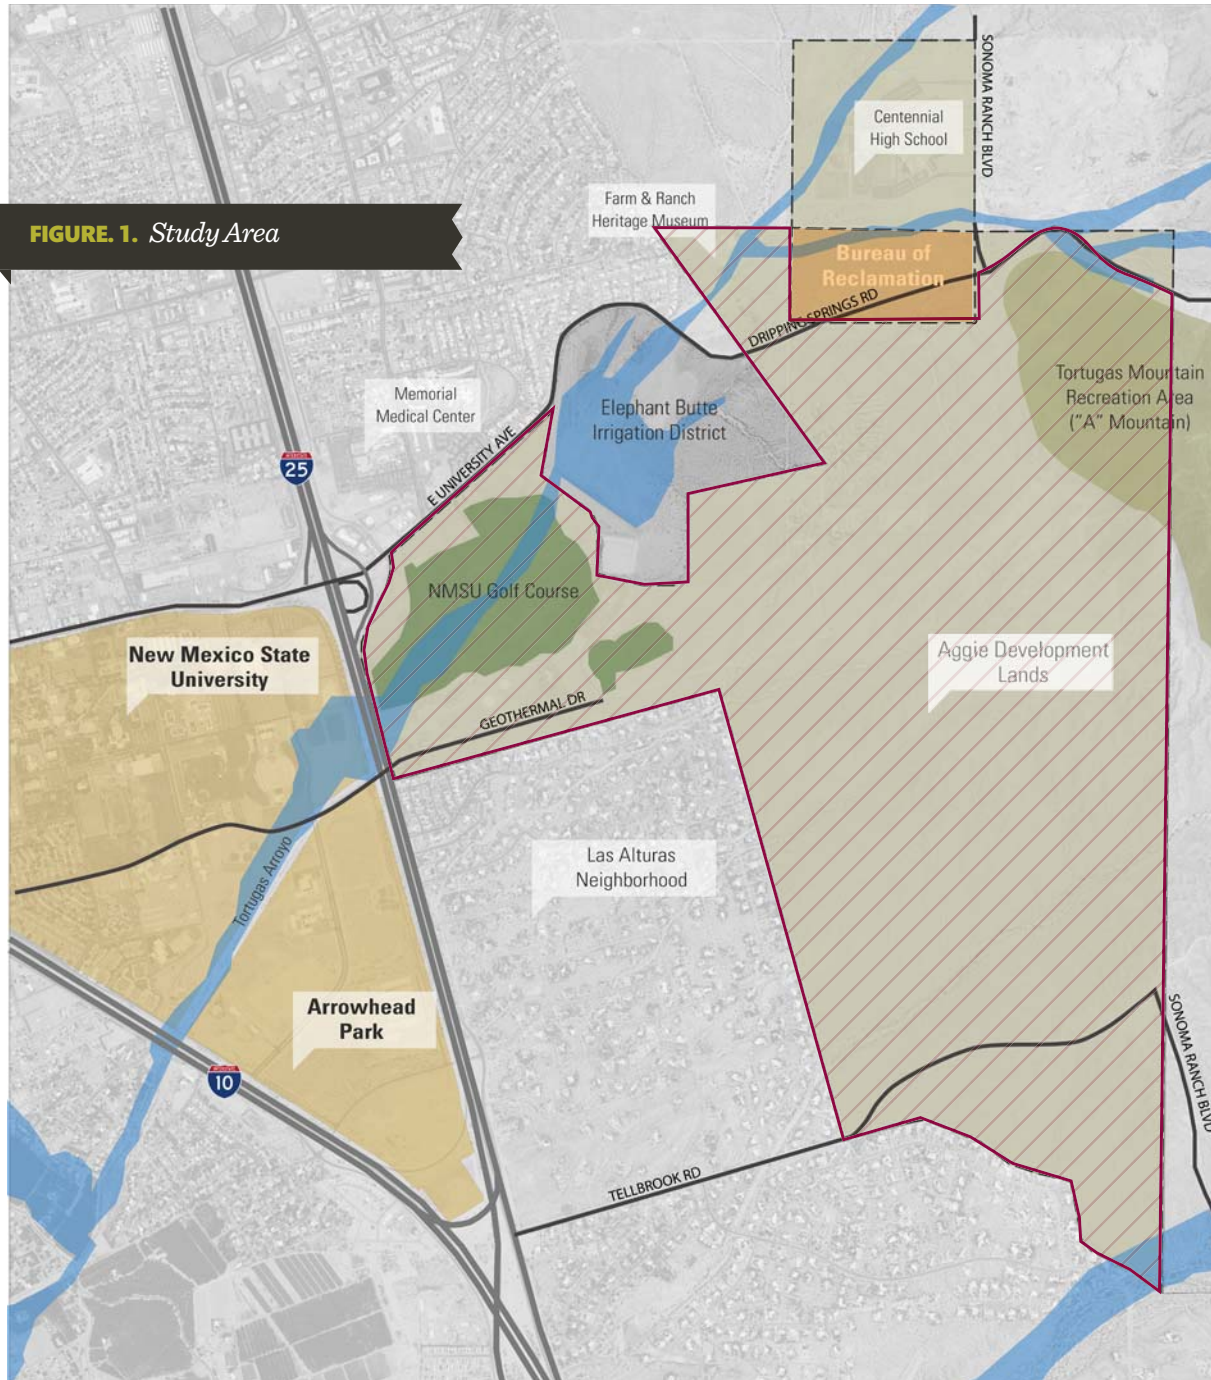 SONOMA RANCH BLVD
Centennial
High School
Farm & Ranch
Heritage Museum
FIGURE. 1. Study Area
Bureau of
Reclamation
DRIPPING SPRINGS RD
Tortugas Mountain
Recreation Area
("A" Mountain)
Memorial
Medical Center
Elephant Butte
Irrigation District
E UNIVERSITY AVE
25
NMSU Golf Course
New Mexico State
University
Aggie Development
Lands
GEOTHERMAL DR
Las Alturas
Neighborhood
Tortugas Arroyo
Arrowhead
Park
SONOMA RANCH BLVD
10
TELLBROOK RD